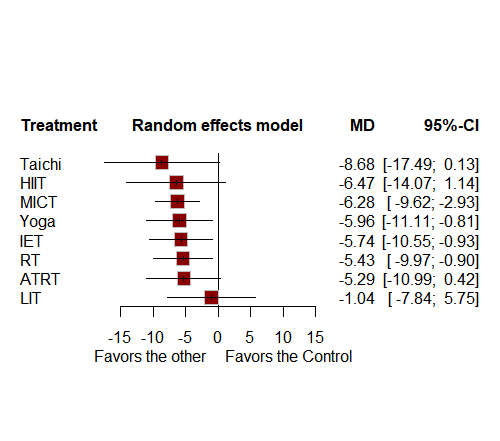 Treatment Random effects model MD 95%-CI
Taichi -8.68 [-17.49; 0.13]
HIIT -6.47 [-14.07; 1.14]
MICT -6.28 [ -9.62; -2.93]
Yoga -5.96 [-11.11; -0.81]
IET -5.74 [-10.55; -0.93]
RT -5.43 [ -9.97; -0.90]
ATRT -5.29 [-10.99; 0.42]
LIT -1.04 [ -7.84; 5.75]
-15 -10 -5 0 5 10 15
Favors the other Favors the Control